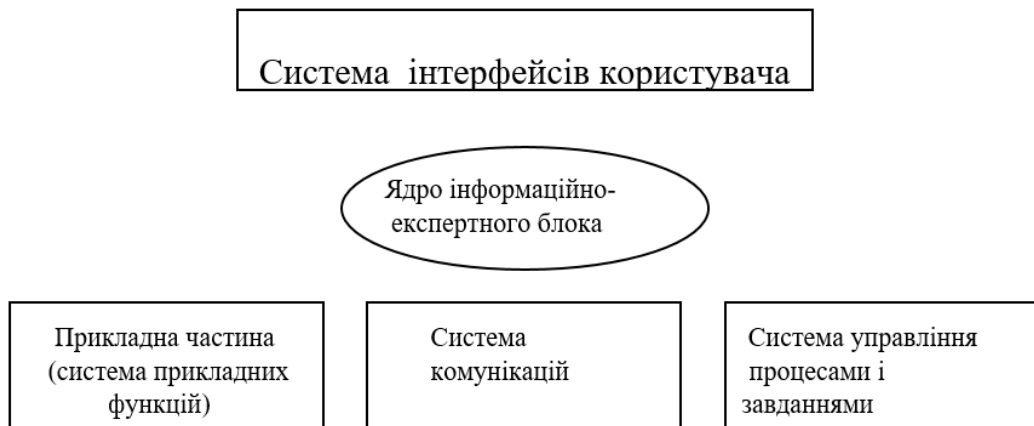 Система інтерфейсів користувача
Ядро інформаційно-
експертного блока
Прикладна частина
(система прикладних
функцій)
Система
комунікацій
Система управління
процесами і
завданнями